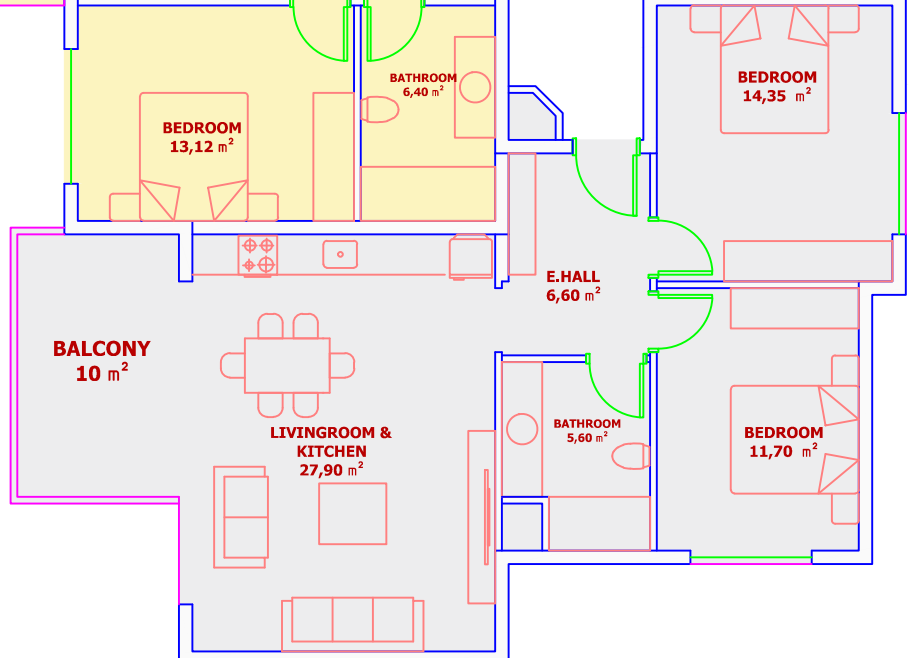 BEDROOM
13,12 m²
BATHROOM
6,40 m²
BEDROOM
14,35 m²
E.HALL
6,60 m²
BALCONY
10 m²
LIVINGROOM &
KITCHEN
27,90 m²
BATHROOM
5,60 m²
BEDROOM
11,70 m²